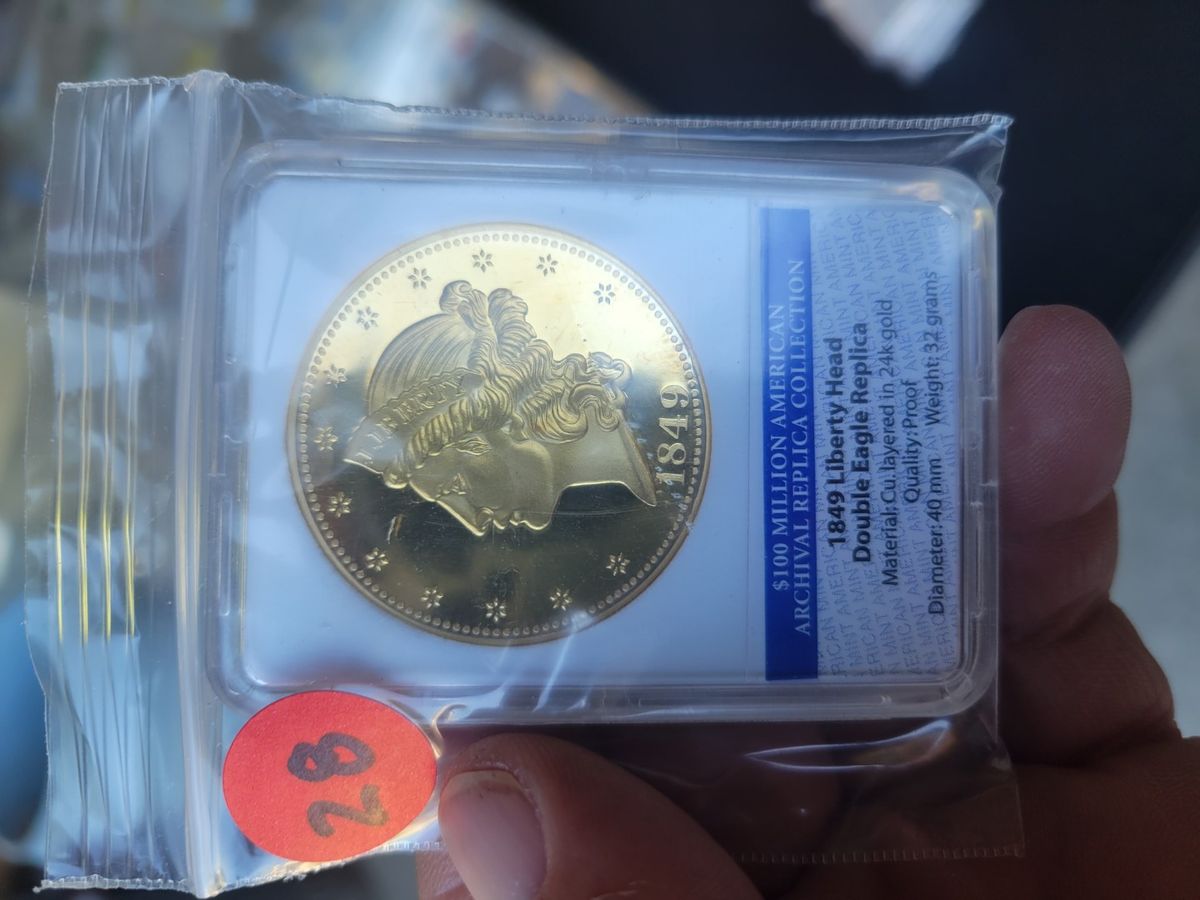 LIBERTY
1849
$100 MILLION AMERICAN
ARCHIVAL REPLICA COLLECTION
1849 Liberty Head
Double Eagle Replica
Material: Cu. layered in 24k gold
Quality: Proof
Diameter: 40 mm Weight: 32 grams
28